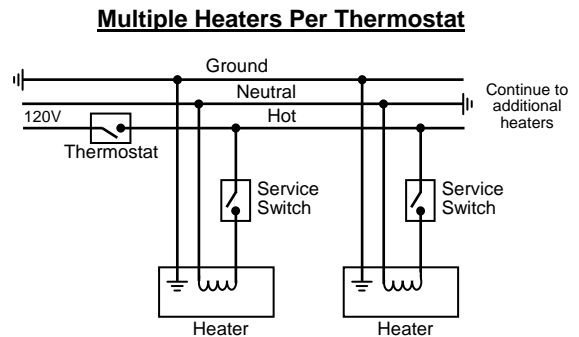 Multiple Heaters Per Thermostat
Ground
Neutral
120V
Hot
Continue to
additional
heaters
Thermostat
Service
Switch
Service
Switch
Heater
Heater